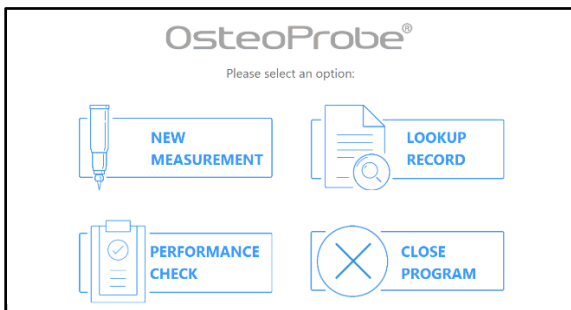 OsteoProbe®
Please select an option:
NEW
MEASUREMENT
LOOKUP
RECORD
PERFORMANCE
CHECK
CLOSE
PROGRAM